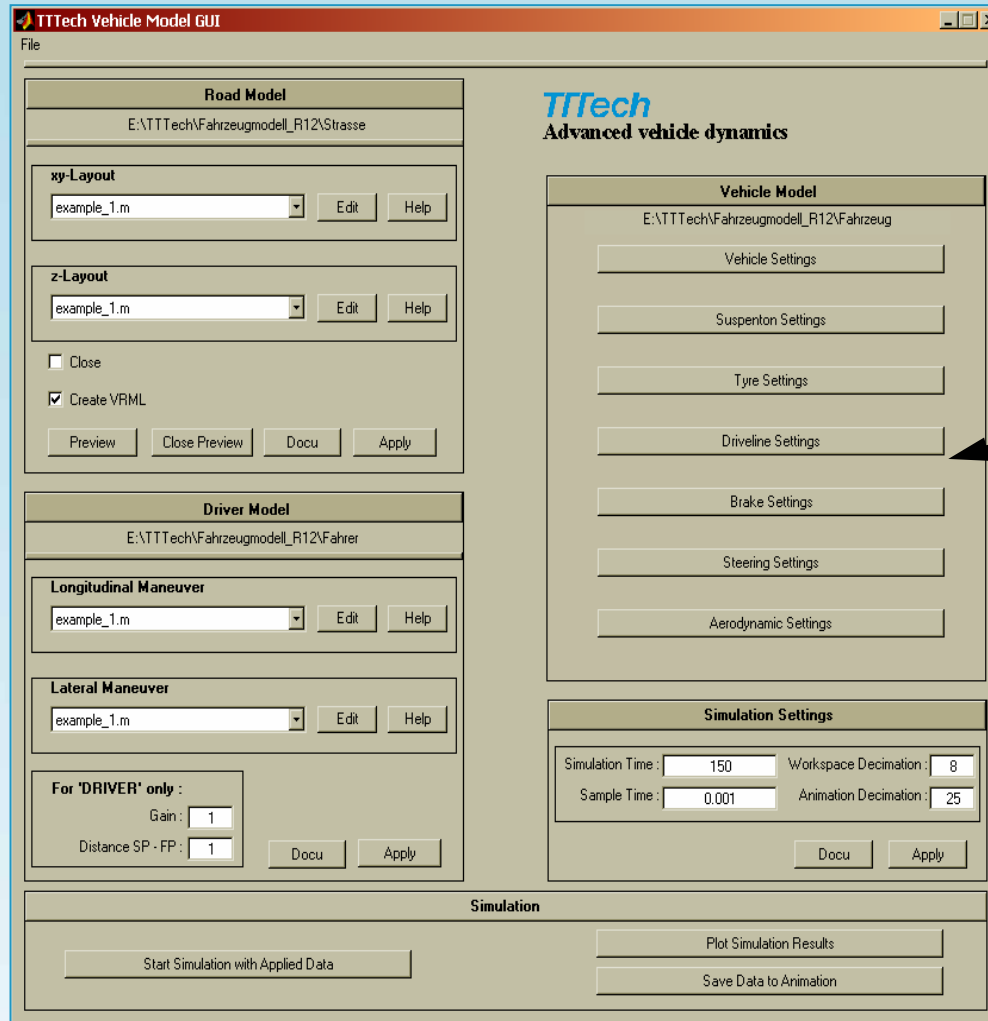 TTTech Vehicle Model GUI
File
Road Model
E:\TTTech\Fahrzeugmodell_R12\Strasse
xy-Layout
example_1.m Edit Help
z-Layout
example_1.m Edit Help
Close
Create VRML
Preview Close Preview Docu Apply
Driver Model
E:\TTTech\Fahrzeugmodell_R12\Fahrer
Longitudinal Maneuver
example_1.m Edit Help
Lateral Maneuver
example_1.m Edit Help
For 'DRIVER' only :
Gain : 1
Distance SP - FP : 1
Docu Apply
TTTech
Advanced vehicle dynamics
Vehicle Model
E:\TTTech\Fahrzeugmodell_R12\Fahrzeug
Vehicle Settings
Suspenton Settings
Tyre Settings
Driveline Settings
Brake Settings
Steering Settings
Aerodynamic Settings
Simulation Settings
Simulation Time : 150 Workspace Decimation : 8
Sample Time : 0.001 Animation Decimation : 25
Docu Apply
Simulation
Start Simulation with Applied Data
Plot Simulation Results
Save Data to Animation